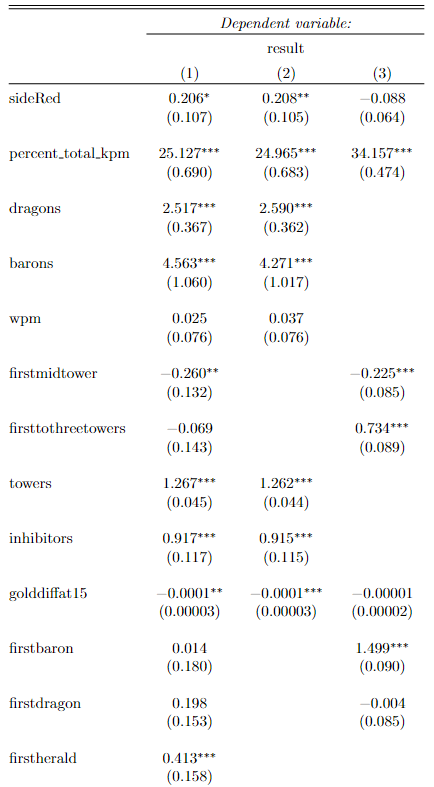 Dependent variable:
result
(1) (2) (3)
sideRed 0.206* 0.208** −0.088
(0.107) (0.105) (0.064)
percent_total_kpm 25.127*** 24.965*** 34.157***
(0.690) (0.683) (0.474)
dragons 2.517*** 2.590***
(0.367) (0.362)
barons 4.563*** 4.271***
(1.060) (1.017)
wpm 0.025 0.037
(0.076) (0.076)
firstmidtower −0.260** −0.225***
(0.132) (0.085)
firsttothreetowers −0.069 0.734***
(0.143) (0.089)
towers 1.267*** 1.262***
(0.045) (0.044)
inhibitors 0.917*** 0.915***
(0.117) (0.115)
golddiffat15 −0.0001** −0.0001*** −0.00001
(0.00003) (0.00003) (0.00002)
firstbaron 0.014 1.499***
(0.180) (0.090)
firstdragon 0.198 −0.004
(0.153) (0.085)
firstherald 0.413***
(0.158)